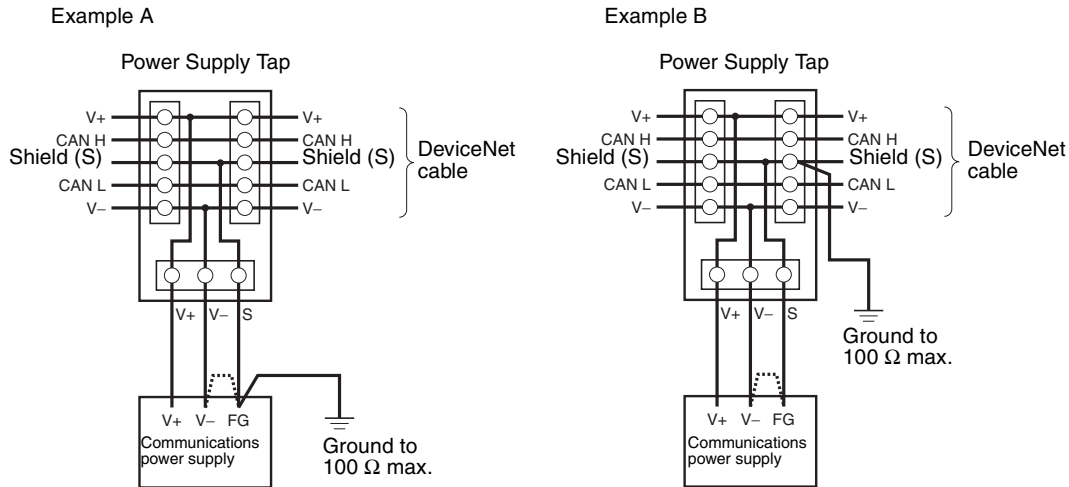 Example A
Power Supply Tap
V+
V+
CAN H
CAN H
Shield (S)
Shield (S)
CAN L
CAN L
V−
V−
DeviceNet
cable
V+
V−
S
V+
V−
FG
Communications
power supply
Ground to
100 Ω max.
Example B
Power Supply Tap
V+
V+
CAN H
CAN H
Shield (S)
Shield (S)
CAN L
CAN L
V−
V−
DeviceNet
cable
V+
V−
S
Ground to
100 Ω max.
V+
V−
FG
Communications
power supply